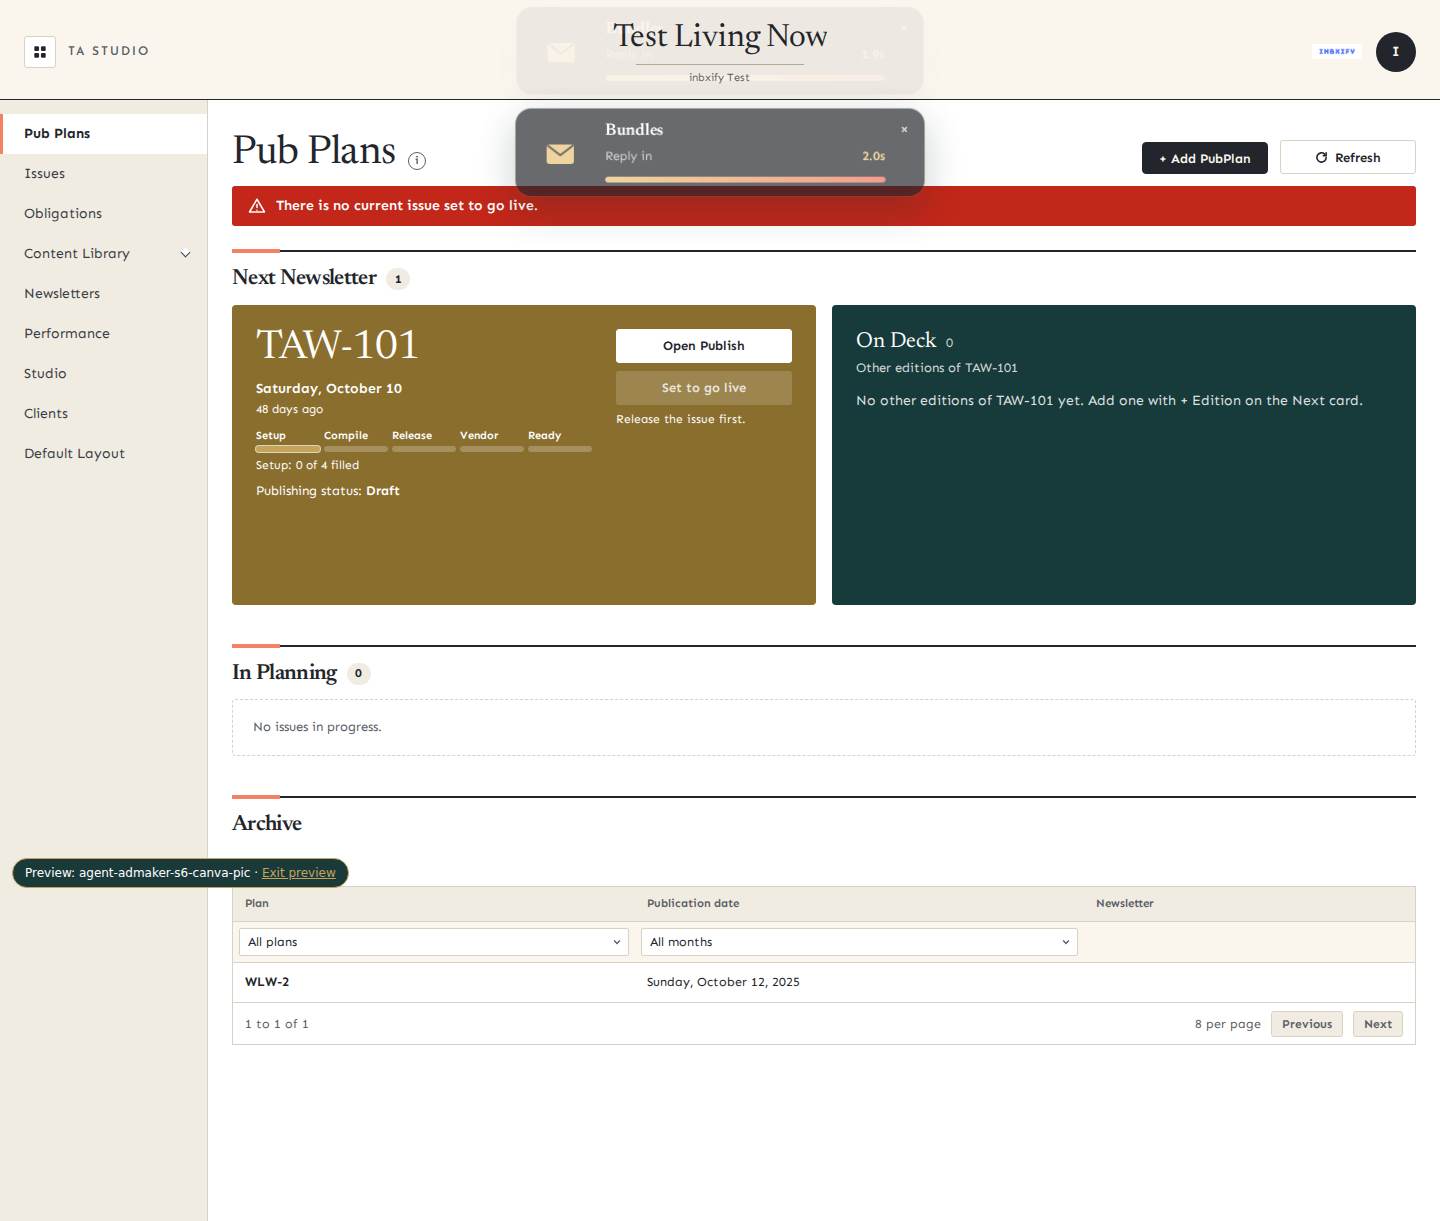 TA STUDIO
Test Living Now
inbxify Test
INBXIFY
I
Bundles
×
Reply in
2.0s
Pub Plans
Issues
Obligations
Content Library
Newsletters
Performance
Studio
Clients
Default Layout
Pub Plans
i
+ Add PubPlan
Refresh
There is no current issue set to go live.
Next Newsletter 1
TAW-101
Saturday, October 10
48 days ago
Setup Compile Release Vendor Ready
Setup: 0 of 4 filled
Publishing status: Draft
Open Publish
Set to go live
Release the issue first.
On Deck 0
Other editions of TAW-101
No other editions of TAW-101 yet. Add one with + Edition on the Next card.
In Planning 0
No issues in progress.
Archive
Preview: agent-admaker-s6-canva-pic · Exit preview
Plan Publication date Newsletter
All plans All months
WLW-2 Sunday, October 12, 2025
1 to 1 of 1 8 per page Previous Next